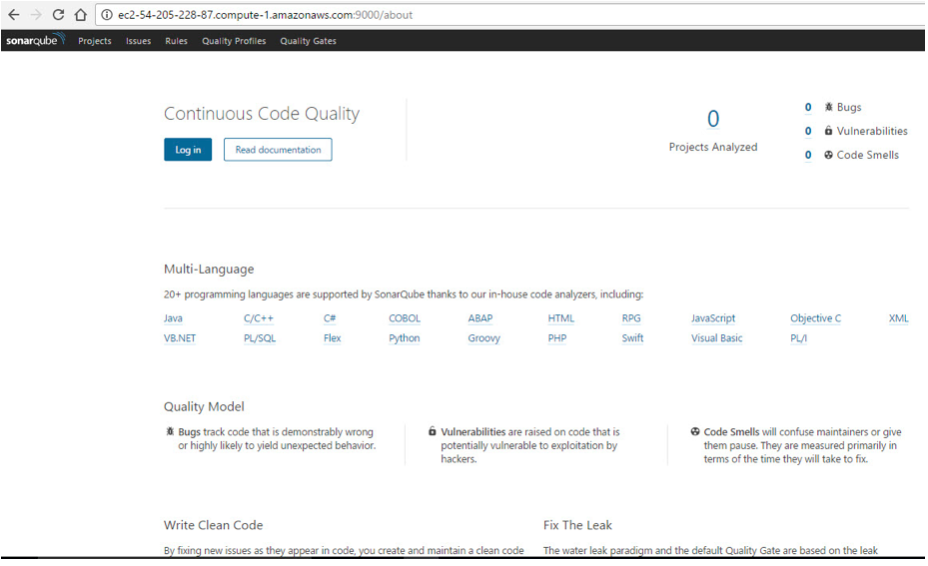 ec2-54-205-228-87.compute-1.amazonaws.com:9000/about
sonarqube Projects Issues Rules Quality Profiles Quality Gates
Continuous Code Quality
Log in Read documentation
0
Projects Analyzed
0 Bugs
0 Vulnerabilities
0 Code Smells
Multi-Language
20+ programming languages are supported by SonarQube thanks to our in-house code analyzers, including:
Java C/C++ C# COBOL ABAP HTML RPG JavaScript Objective C XML
VB.NET PL/SQL Flex Python Groovy PHP Swift Visual Basic PL/I
Quality Model
Bugs track code that is demonstrably wrong
or highly likely to yield unexpected behavior.
Vulnerabilities are raised on code that is
potentially vulnerable to exploitation by
hackers.
Code Smells will confuse maintainers or give
them pause. They are measured primarily in
terms of the time they will take to fix.
Write Clean Code
By fixing new issues as they appear in code, you create and maintain a clean code
Fix The Leak
The water leak paradigm and the default Quality Gate are based on the leak